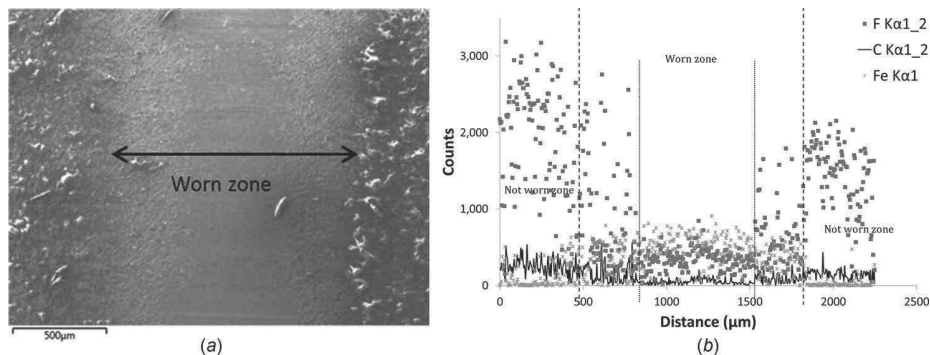 Worn zone
500µm
(a)
F Kα1_2
C Kα1_2
Fe Kα1
3,000
2,000
1,000
0
Counts
Worn zone
Not worn zone
Not worn zone
0
500
1000
1500
2000
2500
Distance (µm)
(b)